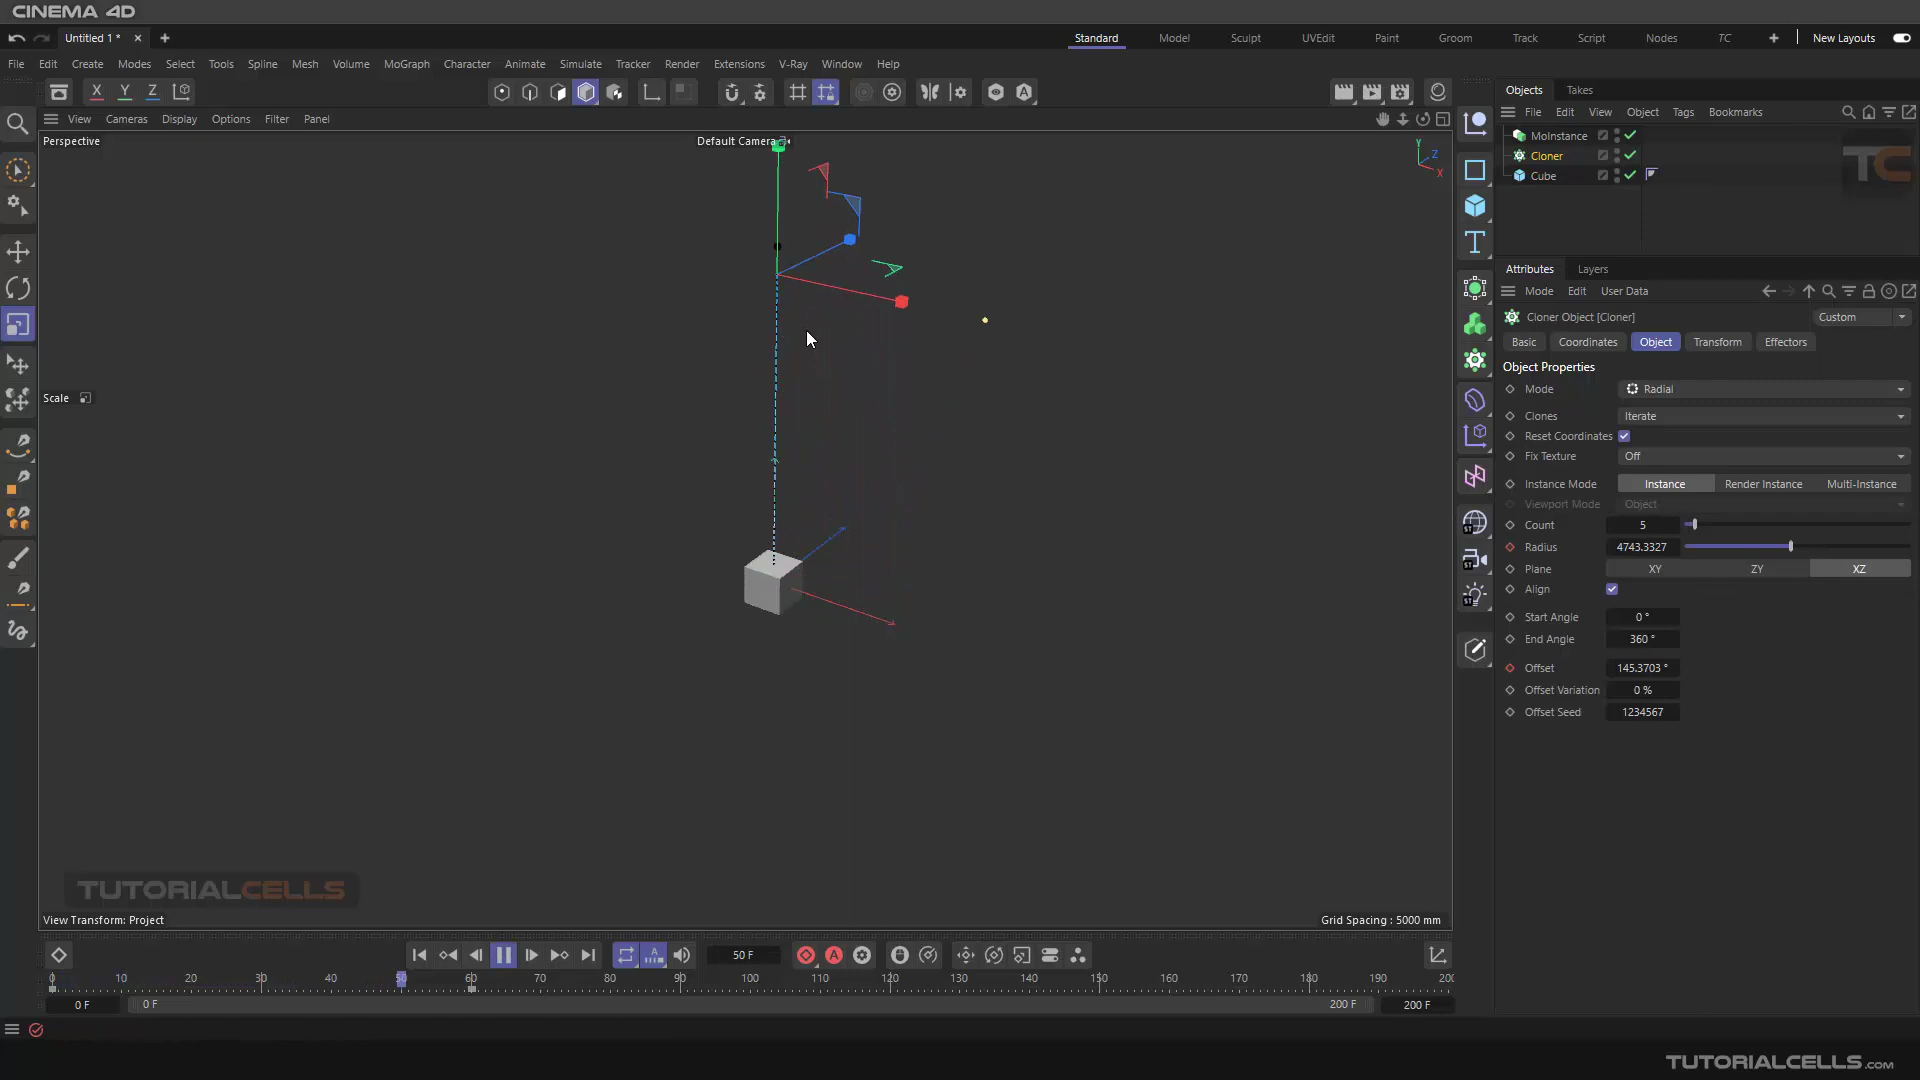 CINEMA 4D
Untitled 1 *
Standard
Model
Sculpt
UVEdit
Paint
Groom
Track
Script
Nodes
TC
New Layouts
File
Edit
Create
Modes
Select
Tools
Spline
Mesh
Volume
MoGraph
Character
Animate
Simulate
Tracker
Render
Extensions
V-Ray
Window
Help
X
Y
Z
View
Cameras
Display
Options
Filter
Panel
Perspective
Default Camera
Y
Z
X
Scale
TUTORIALCELLS
View Transform: Project
Grid Spacing : 5000 mm
ST
ST
ST
Objects
Takes
File
Edit
View
Object
Tags
Bookmarks
MoInstance
Cloner
Cube
TC
Attributes
Layers
Mode
Edit
User Data
Cloner Object [Cloner]
Custom
Basic
Coordinates
Object
Transform
Effectors
Object Properties
Mode
Radial
Clones
Iterate
Reset Coordinates
Fix Texture
Off
Instance Mode
Instance
Render Instance
Multi-Instance
Viewport Mode
Object
Count
5
Radius
4743.3327
Plane
XY
ZY
XZ
Align
Start Angle
0 °
End Angle
360 °
Offset
145.3703 °
Offset Variation
0 %
Offset Seed
1234567
50 F
0 10 20 30 40 50 60 70 80 90 100 110 120 130 140 150 160 170 180 190 200
0 F
0 F
200 F
200 F
TUTORIALCELLS.com